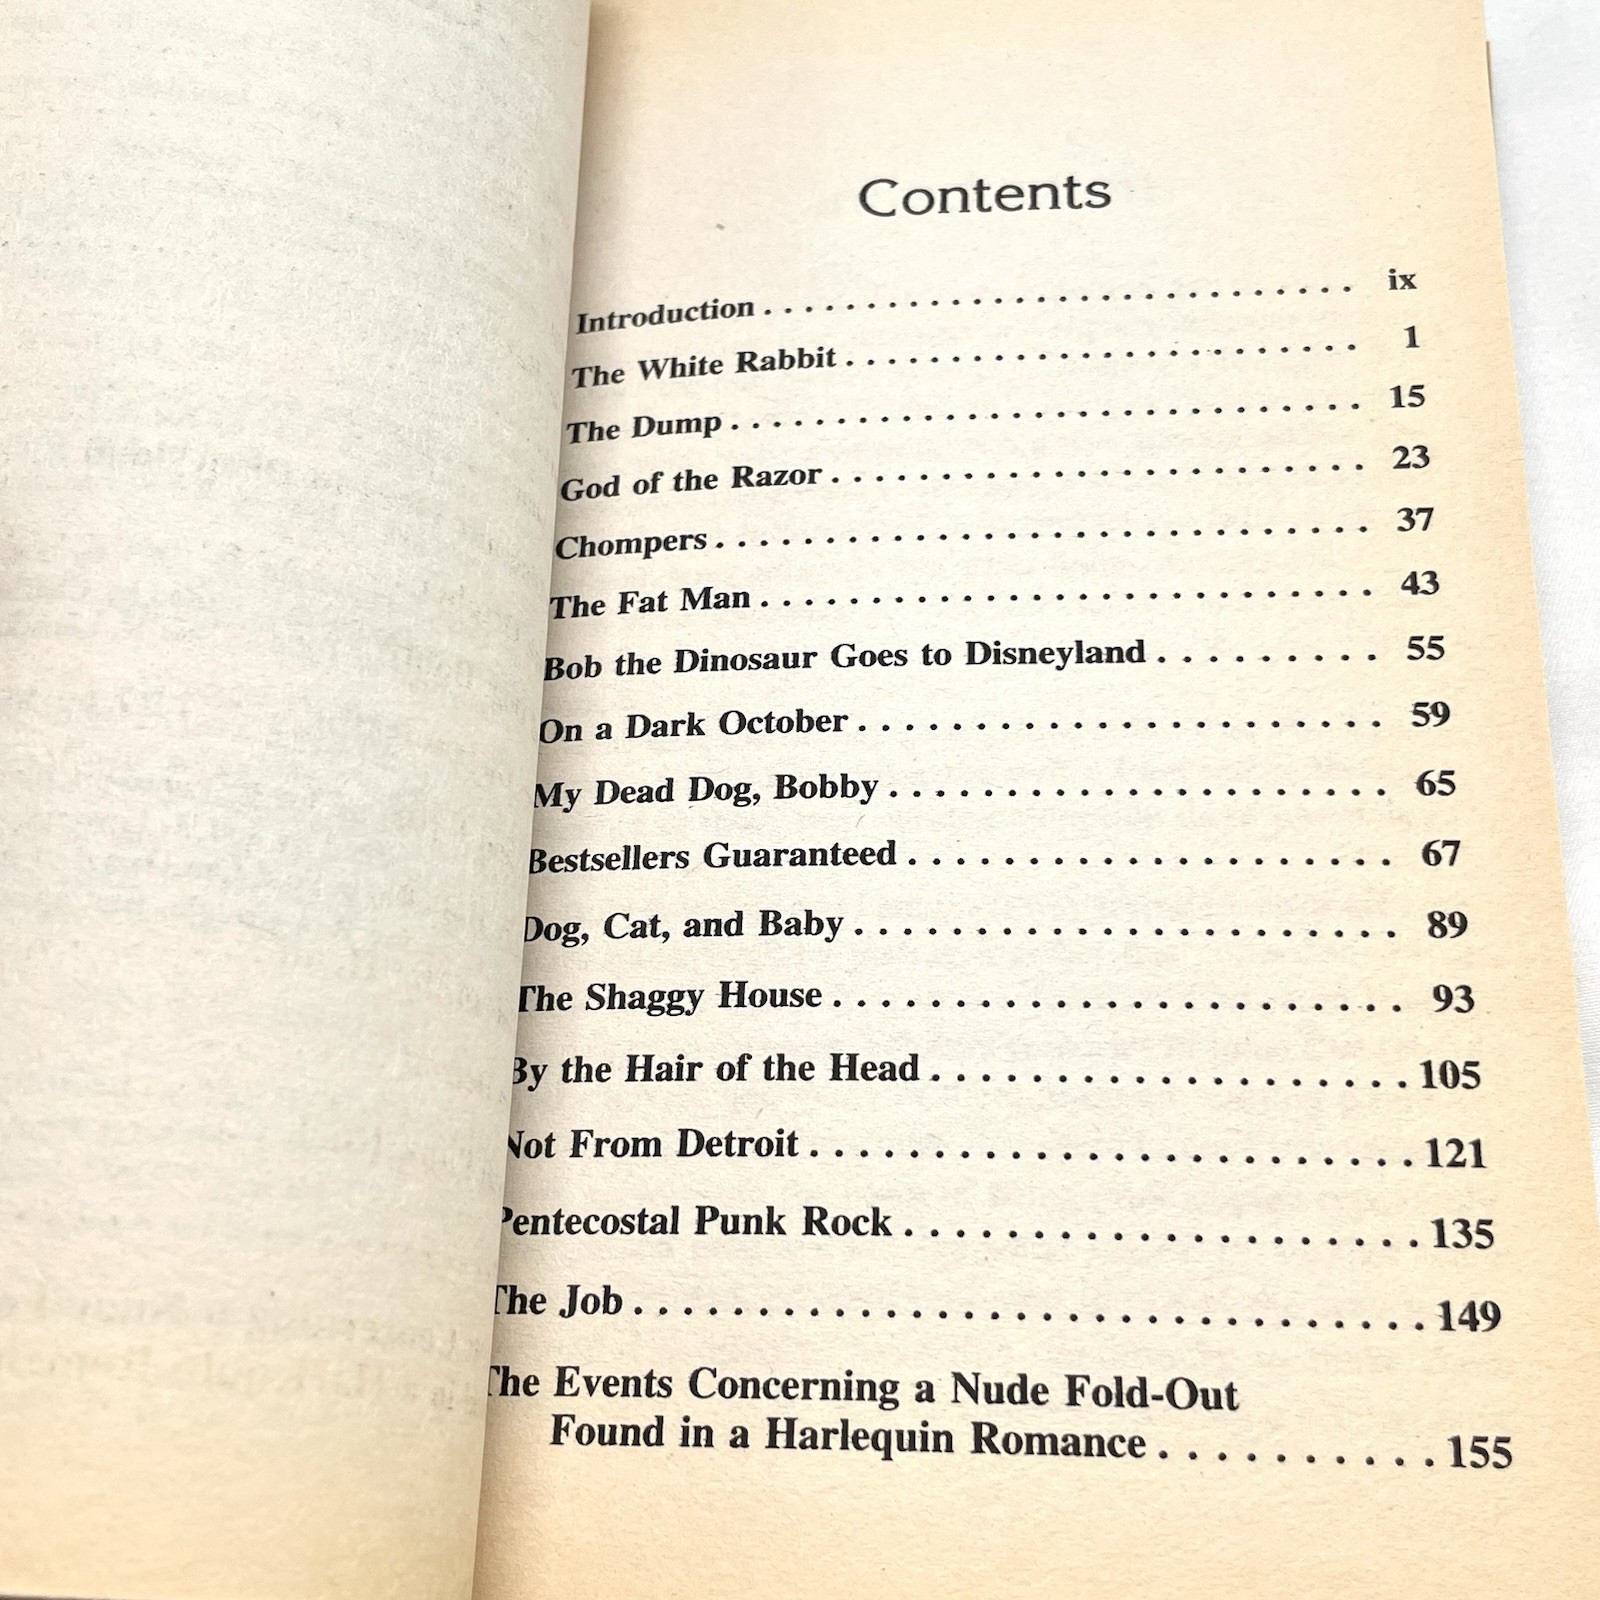 Contents
Introduction . . . . . . . . . . . . . . . . . . . . . . . . . . . . ix
The White Rabbit . . . . . . . . . . . . . . . . . . . . . . . . 1
The Dump . . . . . . . . . . . . . . . . . . . . . . . . . . . . 15
God of the Razor . . . . . . . . . . . . . . . . . . . . . . . . 23
Chompers . . . . . . . . . . . . . . . . . . . . . . . . . . . . 37
The Fat Man . . . . . . . . . . . . . . . . . . . . . . . . . . 43
Bob the Dinosaur Goes to Disneyland . . . . . . . . . 55
On a Dark October . . . . . . . . . . . . . . . . . . . . . . 59
My Dead Dog, Bobby . . . . . . . . . . . . . . . . . . . . . 65
Bestsellers Guaranteed . . . . . . . . . . . . . . . . . . . . 67
Dog, Cat, and Baby . . . . . . . . . . . . . . . . . . . . . . 89
The Shaggy House . . . . . . . . . . . . . . . . . . . . . . . 93
By the Hair of the Head . . . . . . . . . . . . . . . . . . 105
Not From Detroit . . . . . . . . . . . . . . . . . . . . . . . 121
Pentecostal Punk Rock . . . . . . . . . . . . . . . . . . . 135
The Job . . . . . . . . . . . . . . . . . . . . . . . . . . . . . 149
The Events Concerning a Nude Fold-Out
Found in a Harlequin Romance . . . . . . . . . . 155